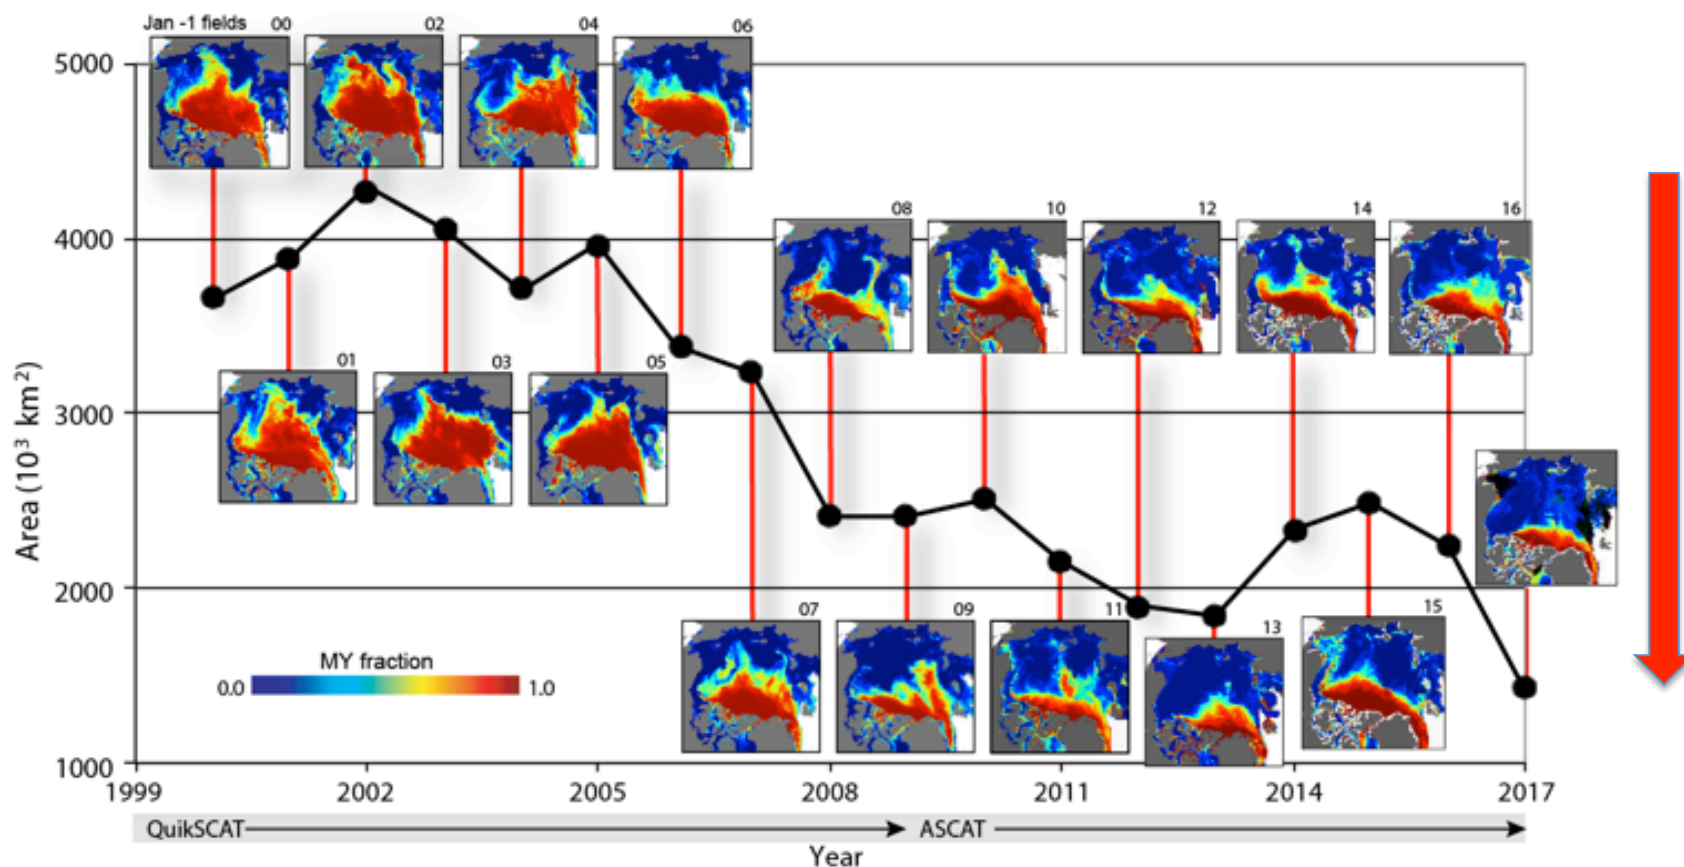 Jan -1 fields 00 02 04 06
5000
4000
3000
2000
1000
Area (10³ km²)
08 10 12 14 16
01 03 05
07 09 11 13 15
MY fraction
0.0 1.0
1999 2002 2005 2008 2011 2014 2017
QuikSCAT ASCAT
Year